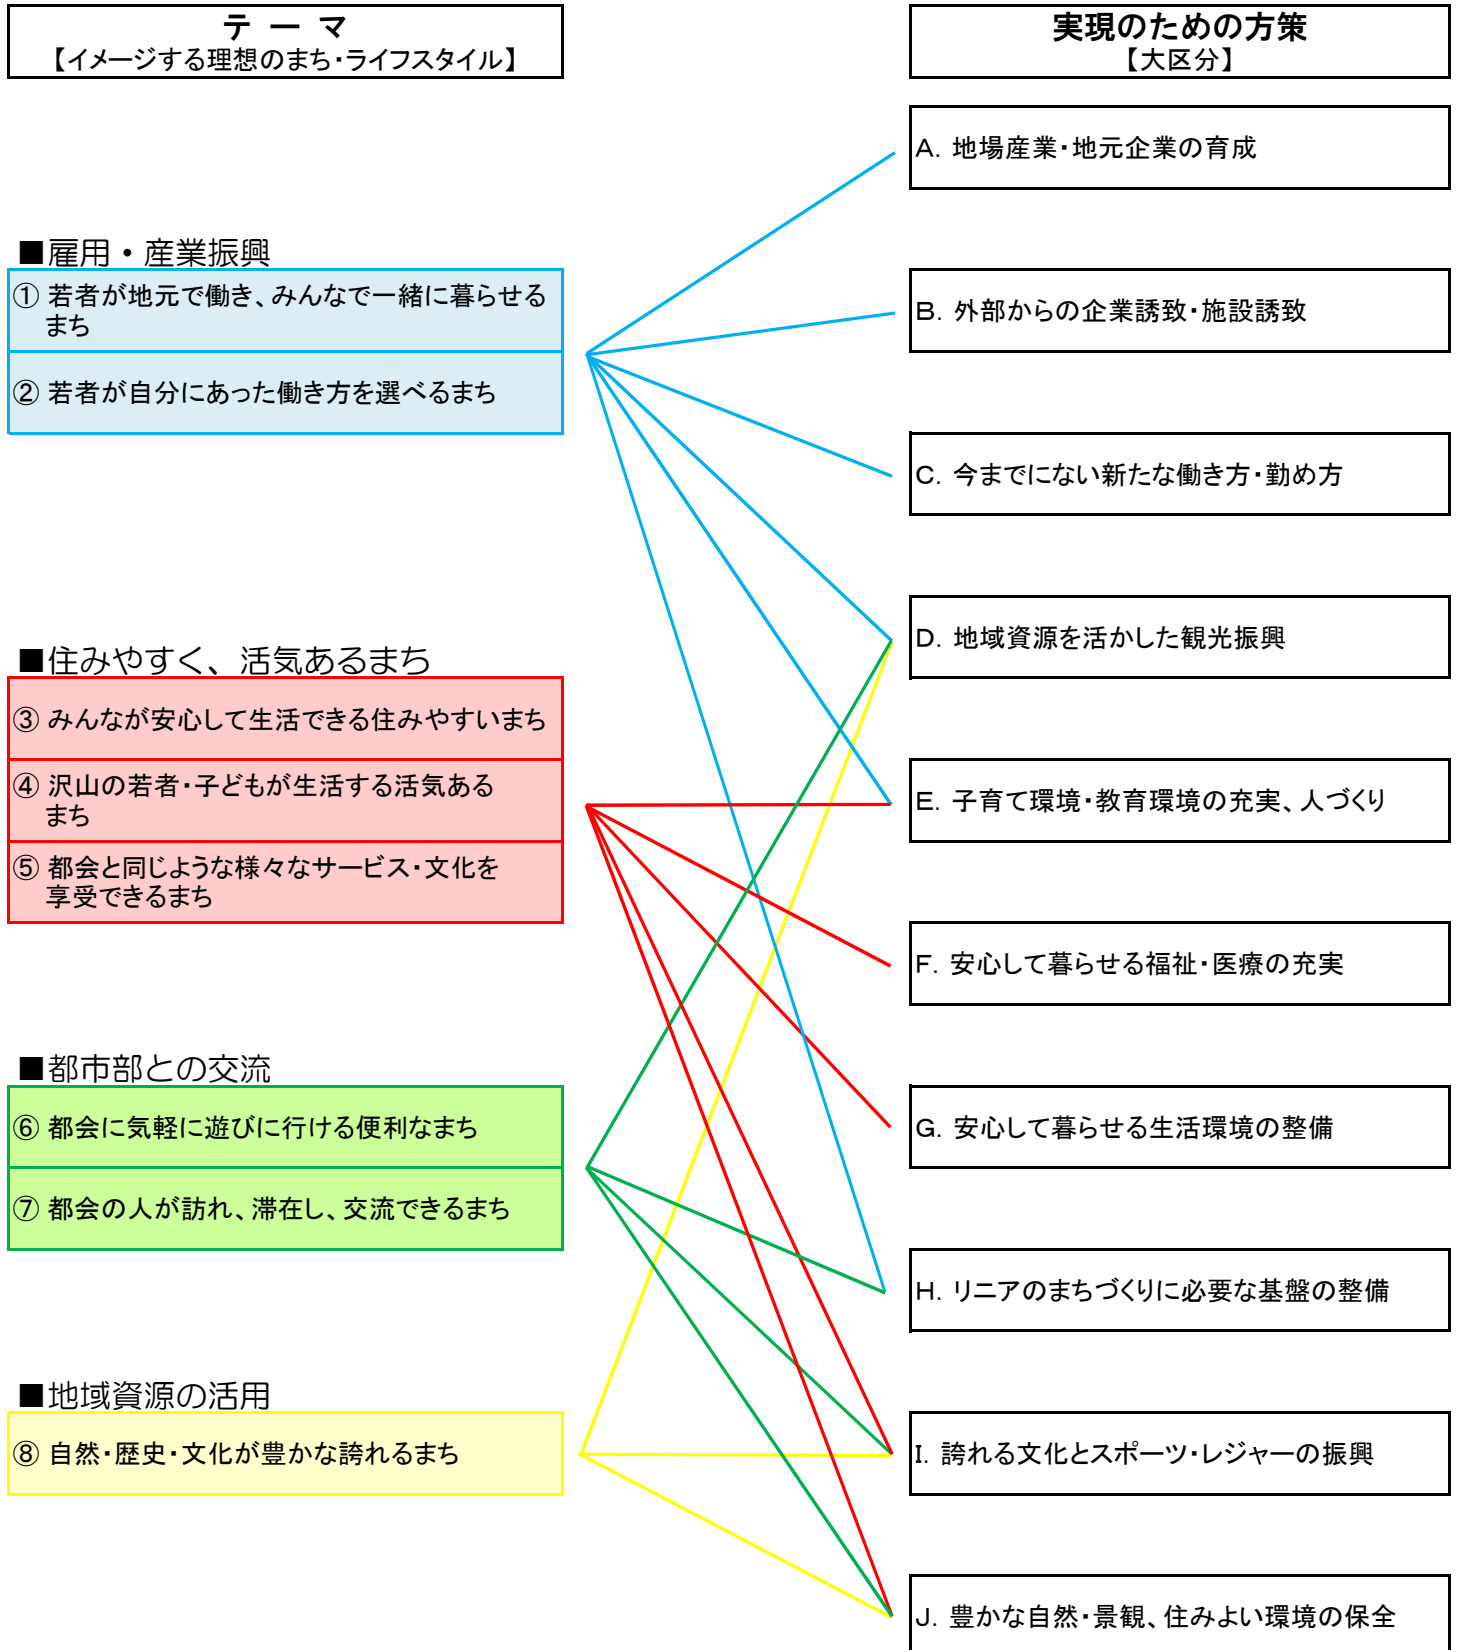 テ ー マ
【イメージする理想のまち・ライフスタイル】
■雇用・産業振興
① 若者が地元で働き、みんなで一緒に暮らせる
まち
② 若者が自分にあった働き方を選べるまち
■住みやすく、活気あるまち
③ みんなが安心して生活できる住みやすいまち
④ 沢山の若者・子どもが生活する活気ある
まち
⑤ 都会と同じような様々なサービス・文化を
享受できるまち
■都市部との交流
⑥ 都会に気軽に遊びに行ける便利なまち
⑦ 都会の人が訪れ、滞在し、交流できるまち
■地域資源の活用
⑧ 自然・歴史・文化が豊かな誇れるまち
実現のための方策
【大区分】
A. 地場産業・地元企業の育成
B. 外部からの企業誘致・施設誘致
C. 今までにない新たな働き方・勤め方
D. 地域資源を活かした観光振興
E. 子育て環境・教育環境の充実、人づくり
F. 安心して暮らせる福祉・医療の充実
G. 安心して暮らせる生活環境の整備
H. リニアのまちづくりに必要な基盤の整備
I. 誇れる文化とスポーツ・レジャーの振興
J. 豊かな自然・景観、住みよい環境の保全